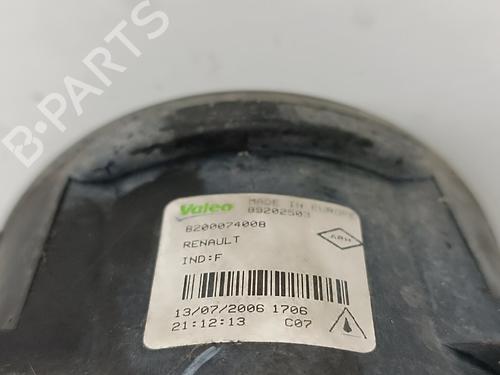 B-PARTS
Valeo MADE IN EUROPE
89202503
8200074008
RENAULT
IND:F
13/07/2006 1706
21:12:13 C07